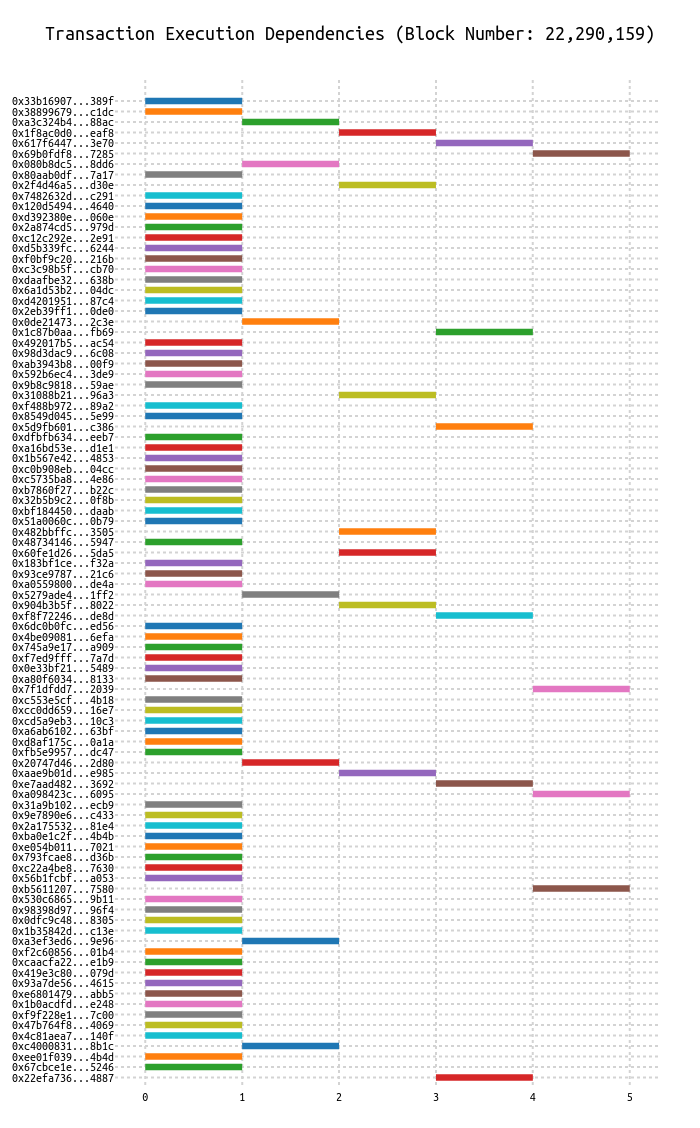 Transaction Execution Dependencies (Block Number: 22,290,159)
0x33b16907...389f
0x38899679...c1dc
0xa3c324b4...88ac
0x1f8ac0d0...eaf8
0x617f6447...3e70
0x69b0fdf8...7285
0x080b8dc5...8dd6
0x80aab0df...7a17
0x2f4d46a5...d30e
0x7482632d...c291
0x120d5494...4640
0xd392380e...060e
0x2a874cd5...979d
0xc12c292e...2e91
0xd5b339fc...6244
0xf0bf9c20...216b
0xc3c98b5f...cb70
0xdaafbe32...638b
0x6a1d53b2...04dc
0xd4201951...87c4
0x2eb39ff1...0de0
0x0de21473...2c3e
0x1c87b0aa...fb69
0x492017b5...ac54
0x98d3dac9...6c08
0xab3943b8...00f9
0x592b6ec4...3de9
0x9b8c9818...59ae
0x31088b21...96a3
0xf488b972...89a2
0x8549d045...5e99
0x5d9fb601...c386
0xdfbfb634...eeb7
0xa16bd53e...d1e1
0x1b567e42...4853
0xc0b908eb...04cc
0xc5735ba8...4e86
0xb7860f27...b22c
0x32b5b9c2...0f8b
0xbf184450...daab
0x51a0060c...0b79
0x482bbffc...3505
0x48734146...5947
0x60fe1d26...5da5
0x183bf1ce...f32a
0x93ce9787...21c6
0xa0559800...de4a
0x5279ade4...1ff2
0x904b3b5f...8022
0xf8f72246...de8d
0x6dc0b0fc...ed56
0x4be09081...6efa
0x745a9e17...a909
0xf7ed9fff...7a7d
0x0e33bf21...5489
0xa80f6034...8133
0x7f1dfdd7...2039
0xc553e5cf...4b18
0xcc0dd659...16e7
0xcd5a9eb3...10c3
0xa6ab6102...63bf
0xd8af175c...0a1a
0xfb5e9957...dc47
0x20747d46...2d80
0xaae9b01d...e985
0xe7aad482...3692
0xa098423c...6095
0x31a9b102...ecb9
0x9e7890e6...c433
0x2a175532...81e4
0xba0e1c2f...4b4b
0xe054b011...7021
0x793fcae8...d36b
0xc22a4be8...7630
0x56b1fcbf...a053
0xb5611207...7580
0x530c6865...9b11
0x98398d97...96f4
0x0dfc9c48...8305
0x1b35842d...c13e
0xa3ef3ed6...9e96
0xf2c60856...01b4
0xcaacfa22...e1b9
0x419e3c80...079d
0x93a7de56...4615
0xe6801479...abb5
0x1b0acdfd...e248
0xf9f228e1...7c00
0x47b764f8...4069
0x4c81aea7...140f
0xc4000831...8b1c
0xee01f039...4b4d
0x67cbce1e...5246
0x22efa736...4887
0 1 2 3 4 5